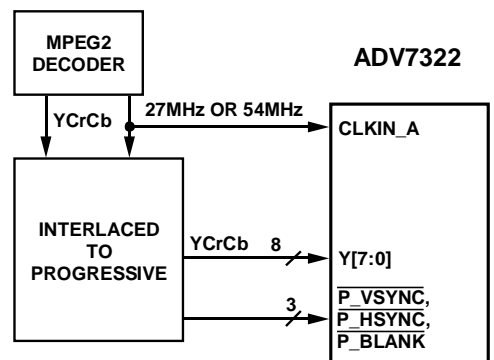 MPEG2
DECODER
ADV7322
YCrCb
27MHz OR 54MHz
CLKIN_A
INTERLACED
TO
PROGRESSIVE
YCrCb
8
Y[7:0]
3
P_VSYNC,
P_HSYNC,
P_BLANK